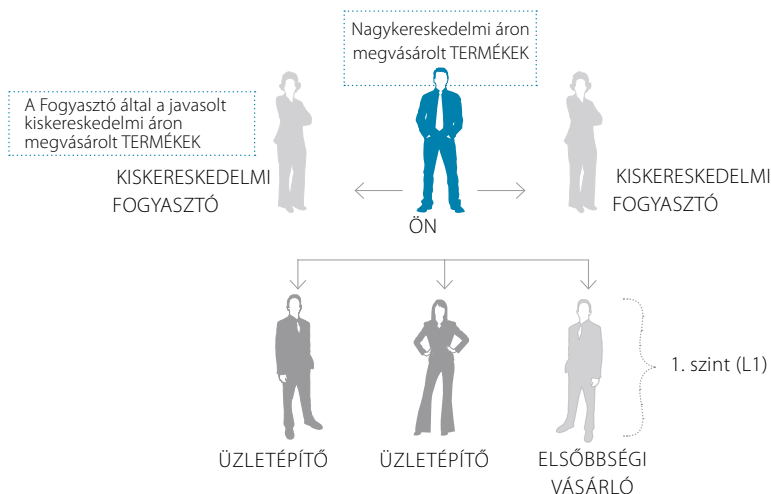 Nagykereskedelmi áron
megvásárolt TERMÉKEK
A Fogyasztó által a javasolt
kiskereskedelmi áron
megvásárolt TERMÉKEK
KISKERESKEDELMI
FOGYASZTÓ
ÖN
KISKERESKEDELMI
FOGYASZTÓ
1. szint (L1)
ÜZLETÉPÍTŐ
ÜZLETÉPÍTŐ
ELSŐBBSÉGI
VÁSÁRLÓ